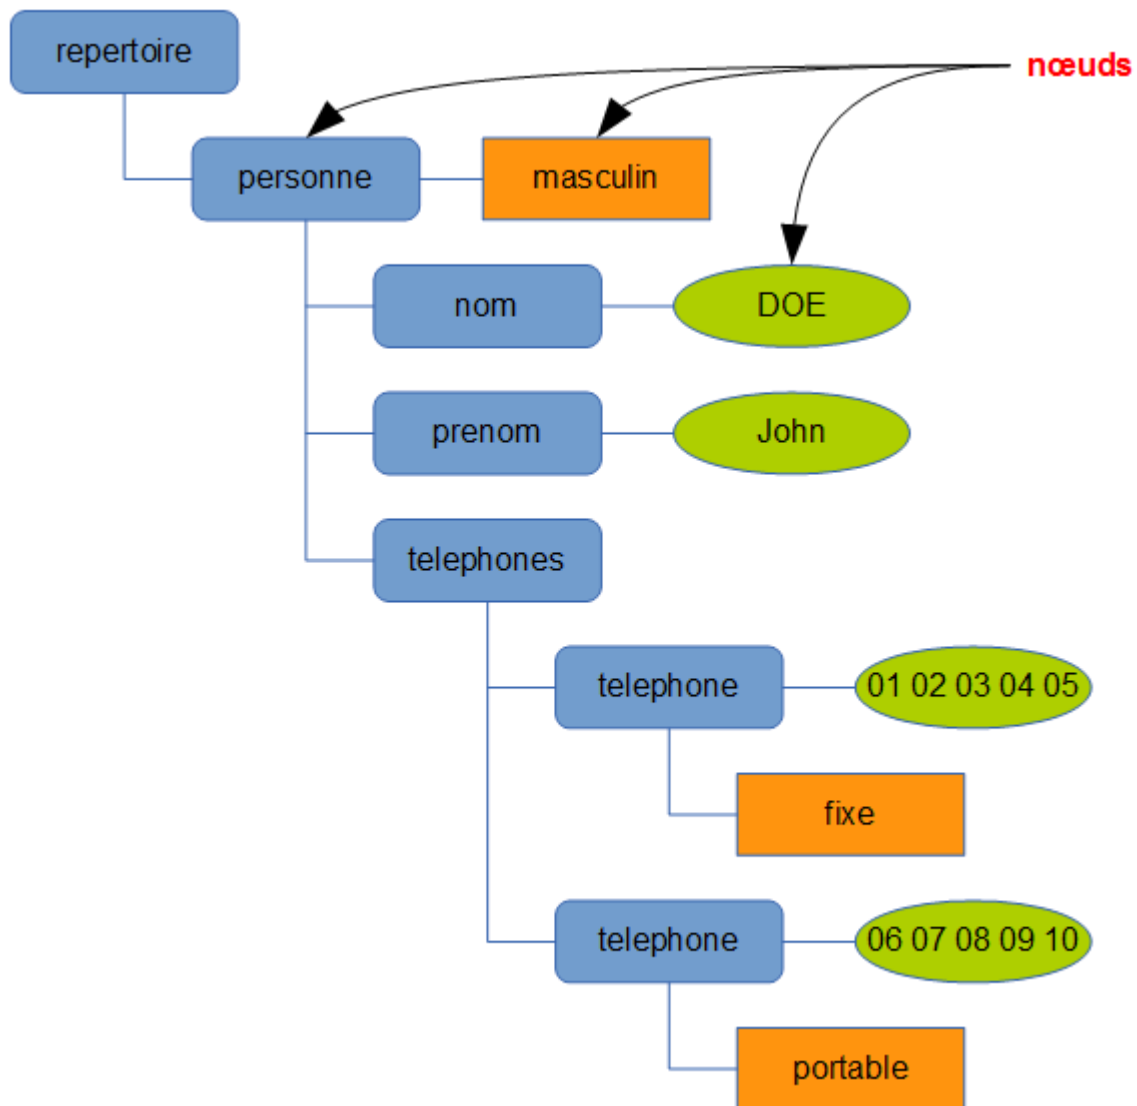 repertoire
nœuds
personne
masculin
nom
DOE
prenom
John
telephones
telephone
01 02 03 04 05
fixe
telephone
06 07 08 09 10
portable